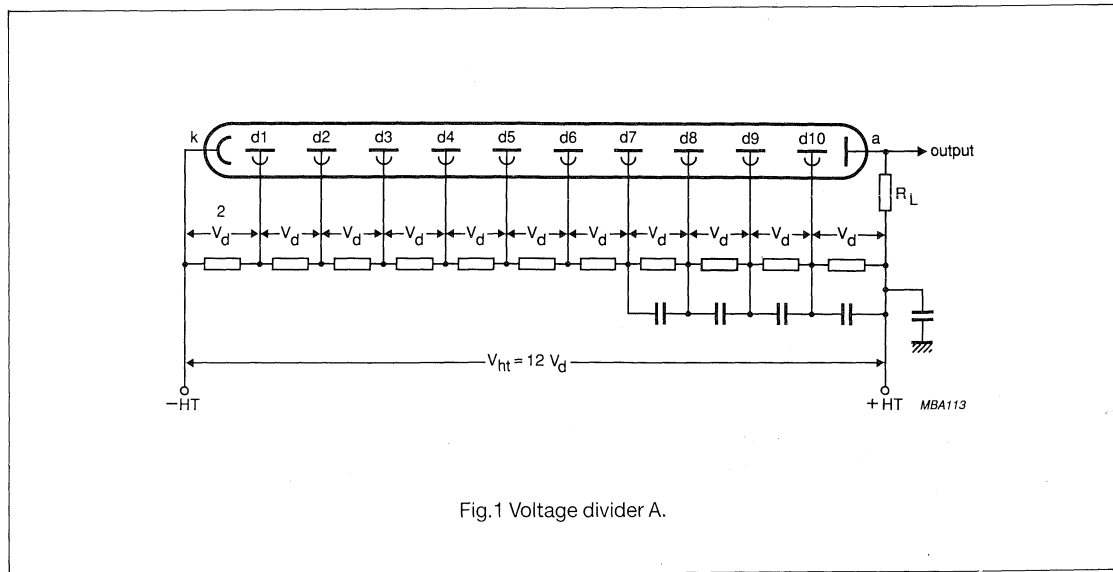 k d1 d2 d3 d4 d5 d6 d7 d8 d9 d10 a output
R_L
2
V_d V_d V_d V_d V_d V_d V_d V_d V_d V_d V_d
V_ht = 12 V_d
−HT + HT MBA113
Fig.1 Voltage divider A.